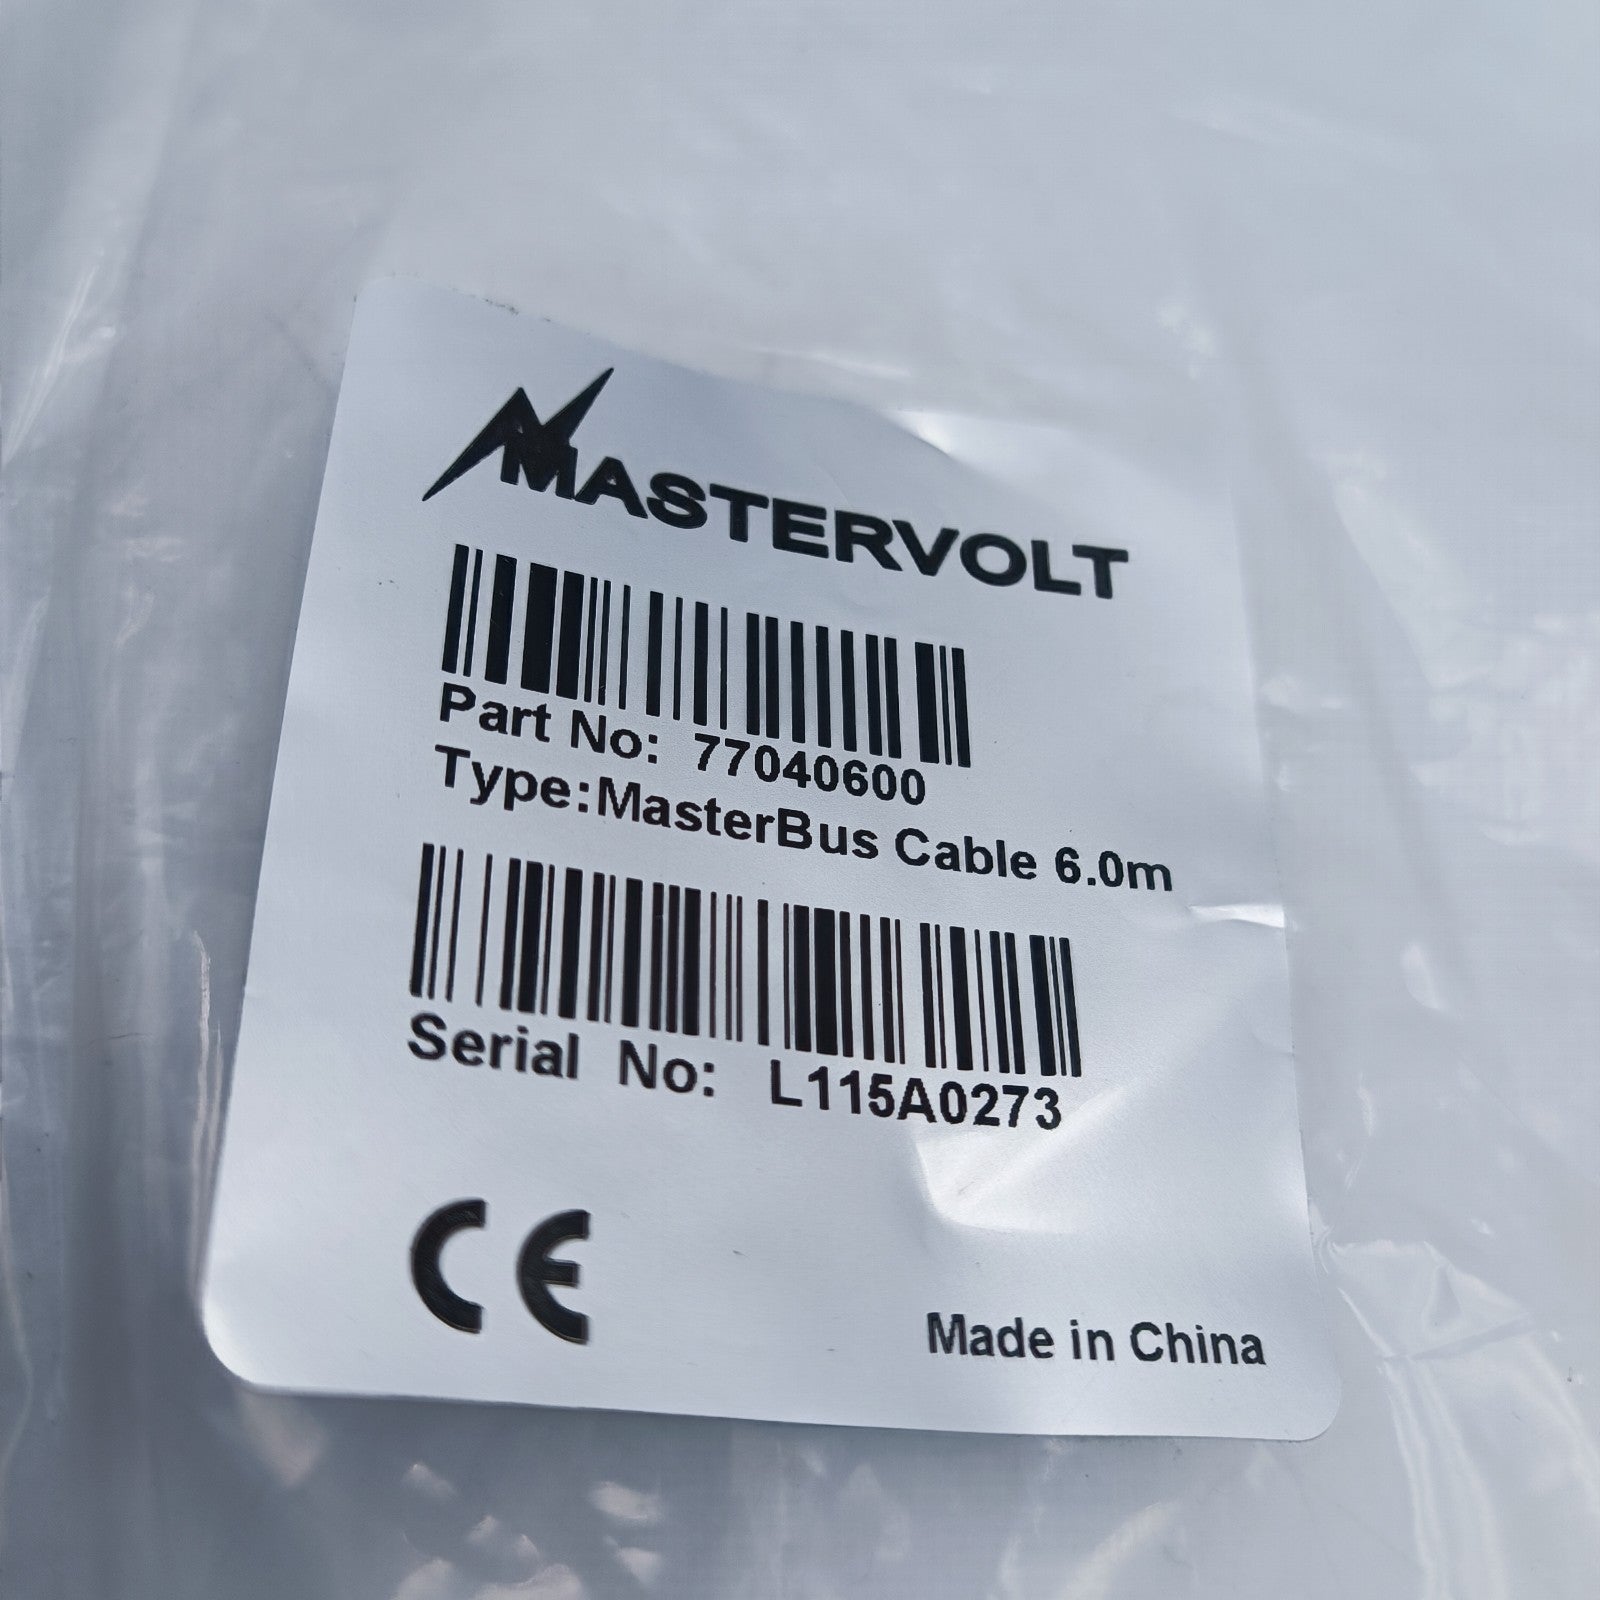 MASTERVOLT
Part No: 77040600
Type:MasterBus Cable 6.0m
Serial No: L115A0273
CE
Made in China